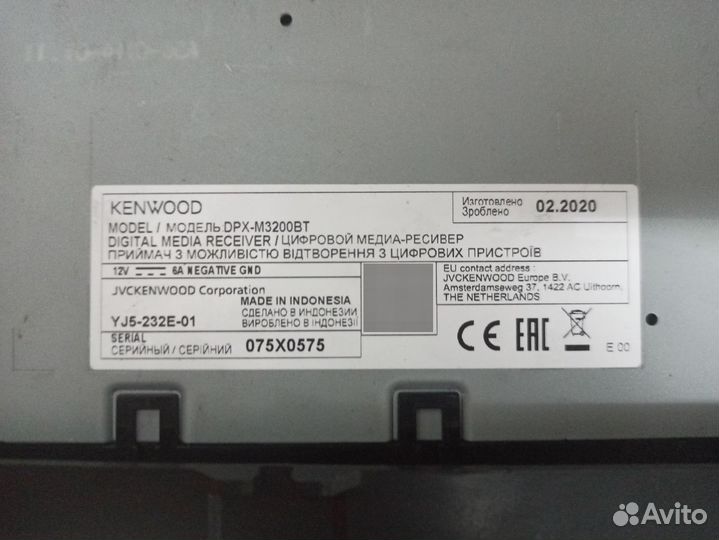 KENWOOD
MODEL / МОДЕЛЬ DPX-M3200BT
DIGITAL MEDIA RECEIVER / ЦИФРОВОЙ МЕДИА-РЕСИВЕР
ПРИЙМАЧ З МОЖЛИВІСТЮ ВІДТВОРЕННЯ З ЦИФРОВИХ ПРИСТРОЇВ
Изготовлено
Зроблено
02.2020
12V 6A NEGATIVE GND
JVCKENWOOD Corporation
MADE IN INDONESIA
СДЕЛАНО В ИНДОНЕЗИИ
YJ5-232E-01
ВИРОБЛЕНО В ІНДОНЕЗІЇ
SERIAL
СЕРИЙНЫЙ / СЕРІЙНИЙ
075X0575
EU contact address :
JVCKENWOOD Europe B.V.
Amsterdamseweg 37, 1422 AC Uithoorn,
THE NETHERLANDS
CE EAC
E 00
Avito